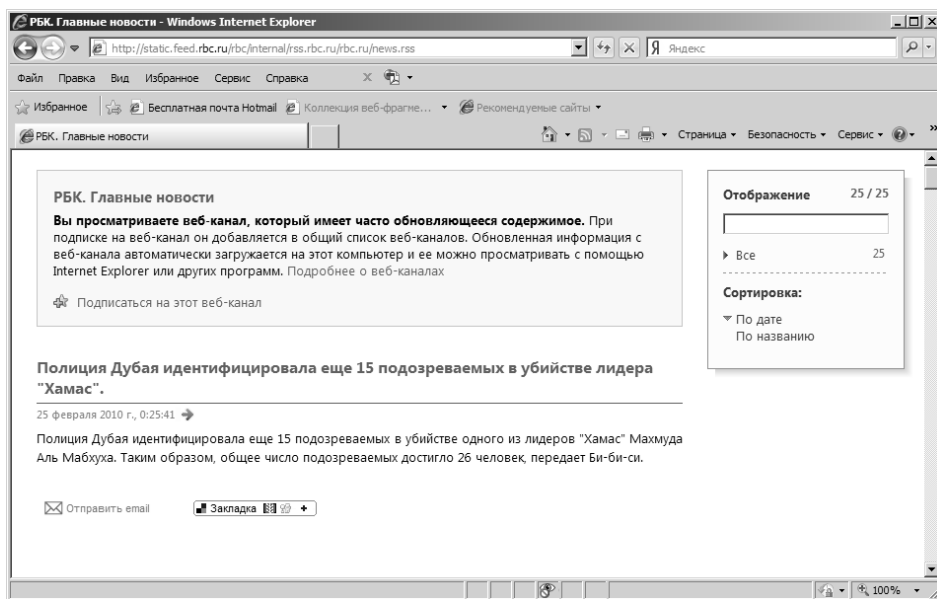 РБК. Главные новости - Windows Internet Explorer
http://static.feed.rbc.ru/rbc/internal/rss.rbc.ru/rbc.ru/news.rss
Я Яндекс
Файл Правка Вид Избранное Сервис Справка
Избранное Бесплатная почта Hotmail Коллекция веб-фрагме... Рекомендуемые сайты
РБК. Главные новости
Страница Безопасность Сервис »
РБК. Главные новости
Вы просматриваете веб-канал, который имеет часто обновляющееся содержимое. При
подписке на веб-канал он добавляется в общий список веб-каналов. Обновленная информация с
веб-канала автоматически загружается на этот компьютер и ее можно просматривать с помощью
Internet Explorer или других программ. Подробнее о веб-каналах
Подписаться на этот веб-канал
Отображение 25 / 25
Все 25
Сортировка:
По дате
По названию
Полиция Дубая идентифицировала еще 15 подозреваемых в убийстве лидера
"Хамас".
25 февраля 2010 г., 0:25:41
Полиция Дубая идентифицировала еще 15 подозреваемых в убийстве одного из лидеров "Хамас" Махмуда
Аль Мабхуха. Таким образом, общее число подозреваемых достигло 26 человек, передает Би-би-си.
Отправить email
Закладка +
100%